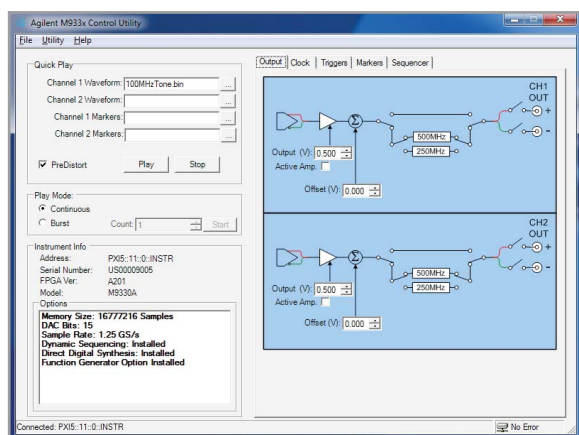 Agilent M933x Control Utility
File Utility Help
Quick Play
Channel 1 Waveform: 100MHzTone.bin ...
Channel 2 Waveform: ...
Channel 1 Markers: ...
Channel 2 Markers: ...
PreDistort Play Stop
Play Mode:
Continuous
Burst Count: 1 Start
Instrument Info
Address: PXI5::11::0::INSTR
Serial Number: US00009005
FPGA Ver: A201
Model: M9330A
Options
Memory Size: 16777216 Samples
DAC Bits: 15
Sample Rate: 1.25 GS/s
Dynamic Sequencing: Installed
Direct Digital Synthesis: Installed
Function Generator Option Installed
Output Clock Triggers Markers Sequencer
CH1
OUT
+
Σ
500MHz
-
250MHz
Output (V): 0.500
Active Amp.
Offset (V): 0.000
CH2
OUT
+
Σ
500MHz
-
250MHz
Output (V): 0.500
Active Amp.
Offset (V): 0.000
Connected: PXI5::11::0::INSTR No Error